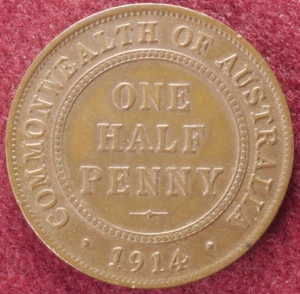 COMMONWEALTH OF AUSTRALIA
ONE
HALF
PENNY
1914